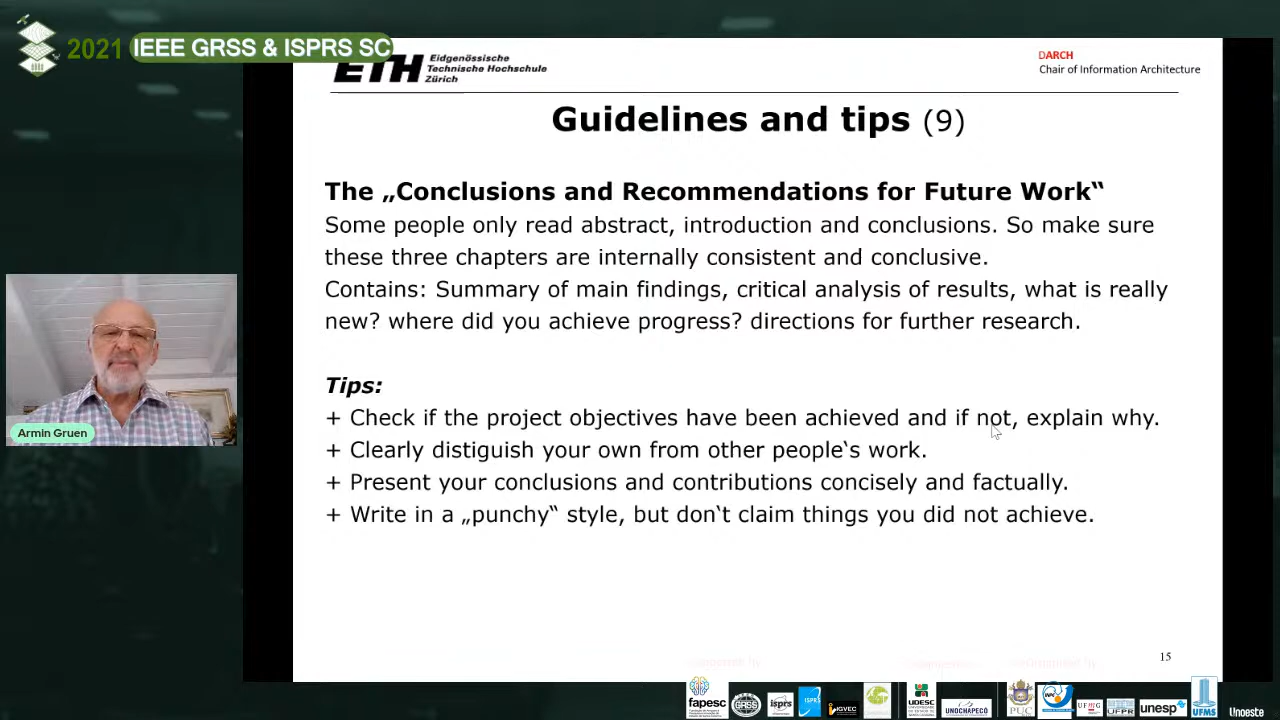 2021 IEEE GRSS & ISPRS SC
ETH Eidgenössische
Technische Hochschule
Zürich
DARCH
Chair of Information Architecture
Guidelines and tips (9)
The „Conclusions and Recommendations for Future Work“
Some people only read abstract, introduction and conclusions. So make sure
these three chapters are internally consistent and conclusive.
Contains: Summary of main findings, critical analysis of results, what is really
new? where did you achieve progress? directions for further research.
Tips:
+ Check if the project objectives have been achieved and if not, explain why.
+ Clearly distiguish your own from other people‘s work.
+ Present your conclusions and contributions concisely and factually.
+ Write in a „punchy“ style, but don‘t claim things you did not achieve.
Armin Gruen
15
fapesc GRSS isprs ISPRS IGVEC UDESC UNOCHAPECÓ PUC UFMG UFPR unesp UFMS Unoeste